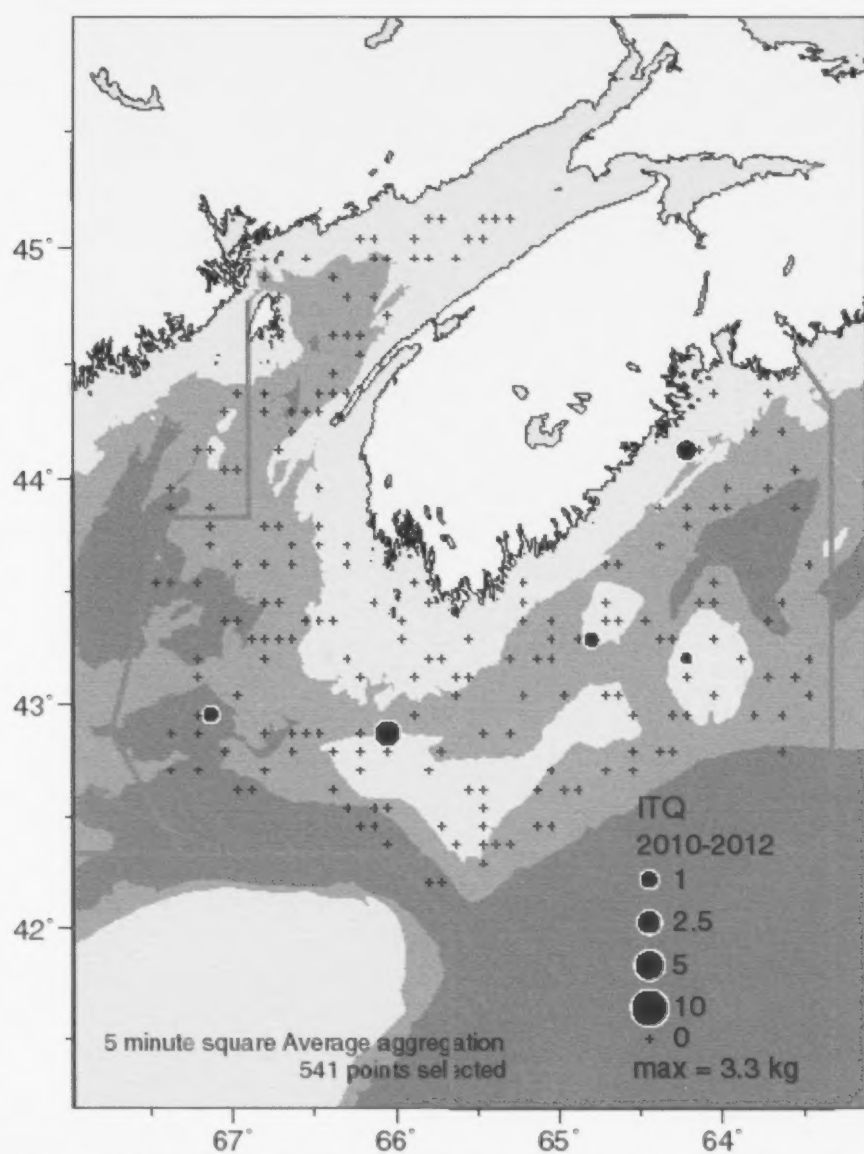 45°
44°
43°
42°
ITQ
2010-2012
1
2.5
5
10
0
max = 3.3 kg
5 minute square Average aggregation
541 points selected
67° 66° 65° 64°